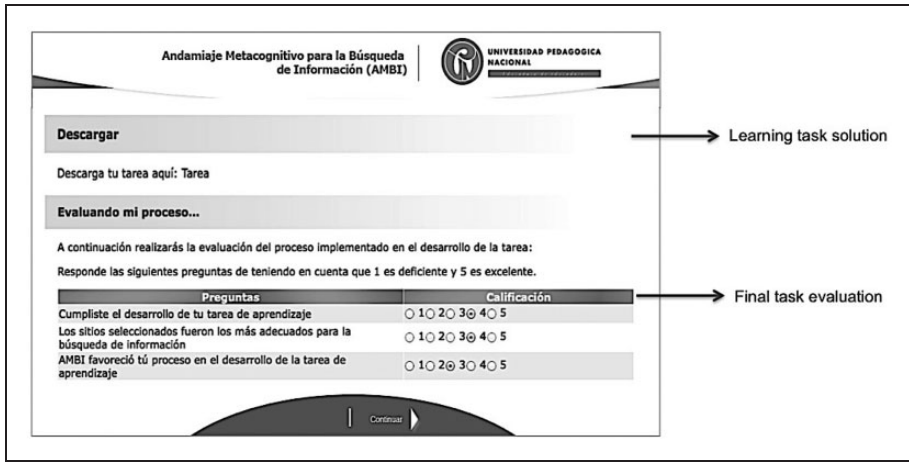 Andamiaje Metacognitivo para la Búsqueda
de Información (AMBI)
UNIVERSIDAD PEDAGOGICA
NACIONAL
Descargar
Learning task solution
Descarga tu tarea aquí: Tarea
Evaluando mi proceso...
A continuación realizarás la evaluación del proceso implementado en el desarrollo de la tarea:
Responde las siguientes preguntas de teniendo en cuenta que 1 es deficiente y 5 es excelente.
Preguntas Calificación
Final task evaluation
Cumpliste el desarrollo de tu tarea de aprendizaje 1 2 3 4 5
Los sitios seleccionados fueron los más adecuados para la
búsqueda de información 1 2 3 4 5
AMBI favoreció tú proceso en el desarrollo de la tarea de
aprendizaje 1 2 3 4 5
Continuar